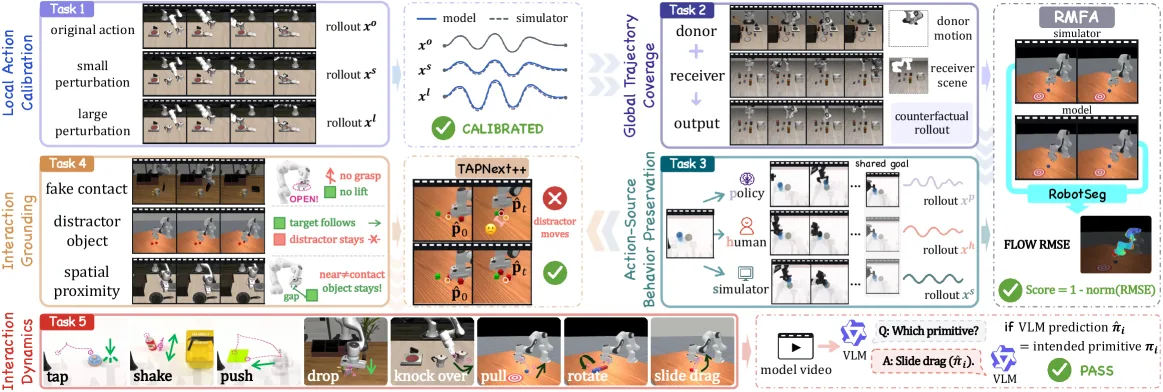 Local Action
Calibration
Task 1
original action
rollout x^o
small
perturbation
rollout x^s
large
perturbation
rollout x^l
model
simulator
x^o
x^s
x^l
CALIBRATED
Global Trajectory
Coverage
Task 2
donor
+
receiver
output
donor
motion
receiver
scene
counterfactual
rollout
RMFA
simulator
model
RobotSeg
FLOW RMSE
Score = 1 - norm(RMSE)
Interaction
Grounding
Task 4
fake contact
OPEN!
no grasp
no lift
distractor
object
target follows
distractor stays
spatial
proximity
gap
near≠contact
object stays!
TAPNext++
p̂0
p̂t
distractor
moves
p̂0
p̂t
Action-Source
Behavior Preservation
Task 3
shared goal
policy
...
rollout x^p
human
...
rollout x^h
simulator
...
rollout x^s
Interaction
Dynamics
Task 5
tap
shake
push
drop
knock over
pull
rotate
slide drag
model video
VLM
Q: Which primitive?
A: Slide drag (π̂i).
VLM
if VLM prediction π̂i
= intended primitive πi
PASS